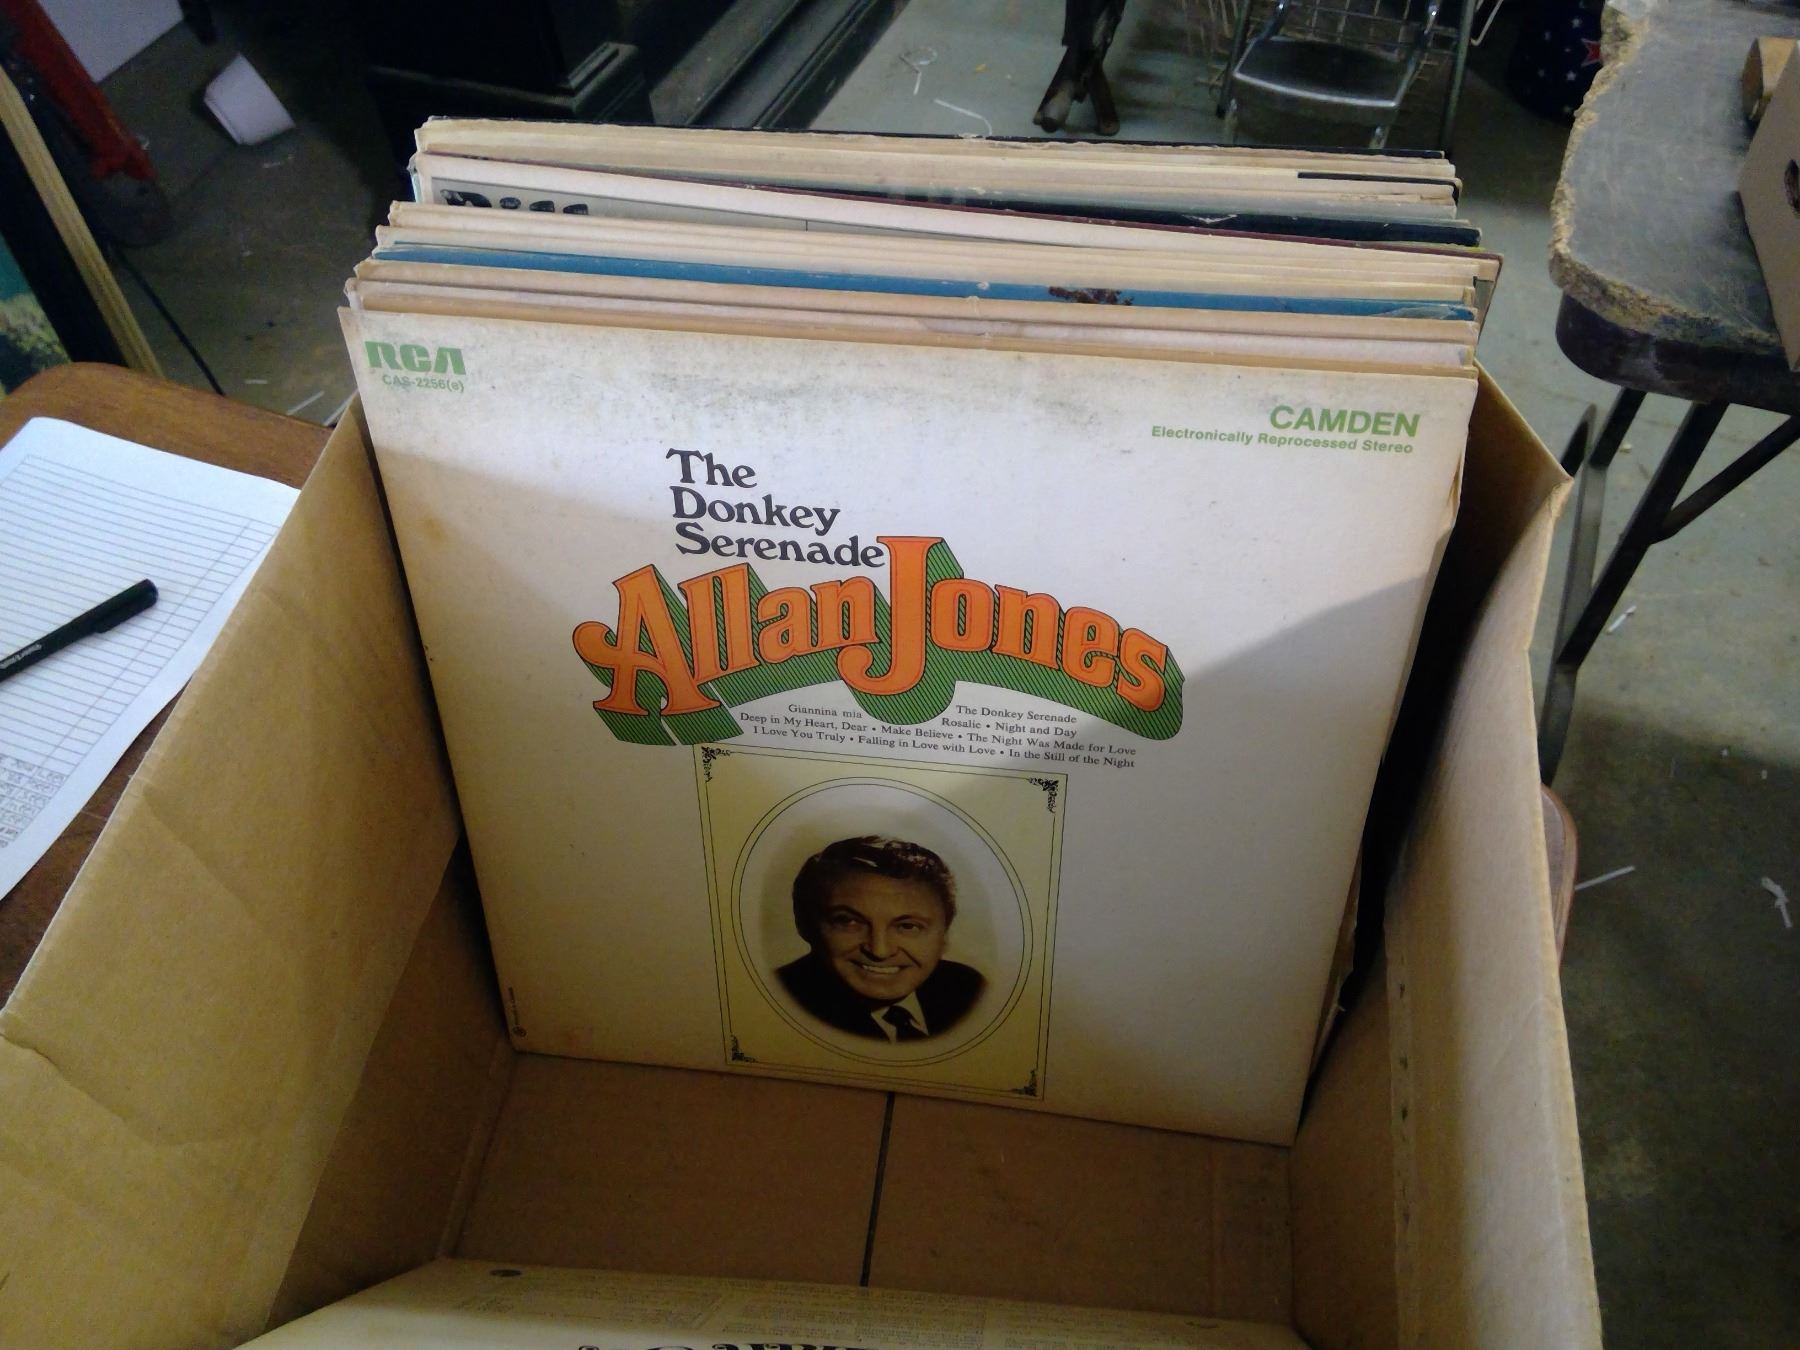 RCA
CAS-2256(e)
CAMDEN
Electronically Reprocessed Stereo
The
Donkey
Serenade
Allan Jones
Giannina mia
The Donkey Serenade
Deep in My Heart, Dear • Make Believe •
Rosalie • Night and Day
The Night Was Made for Love
I Love You Truly • Falling in Love with Love • In the Still of the Night